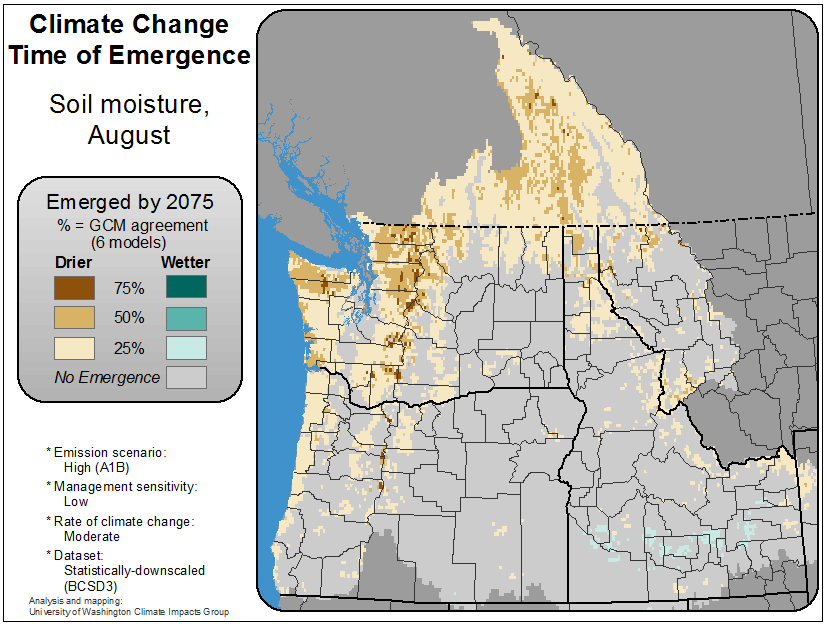 Climate Change
Time of Emergence
Soil moisture,
August
Emerged by 2075
% = GCM agreement
(6 models)
Drier Wetter
75%
50%
25%
No Emergence
* Emission scenario:
High (A1B)
* Management sensitivity:
Low
* Rate of climate change:
Moderate
* Dataset:
Statistically-downscaled
(BCSD3)
Analysis and mapping:
University of Washington Climate Impacts Group